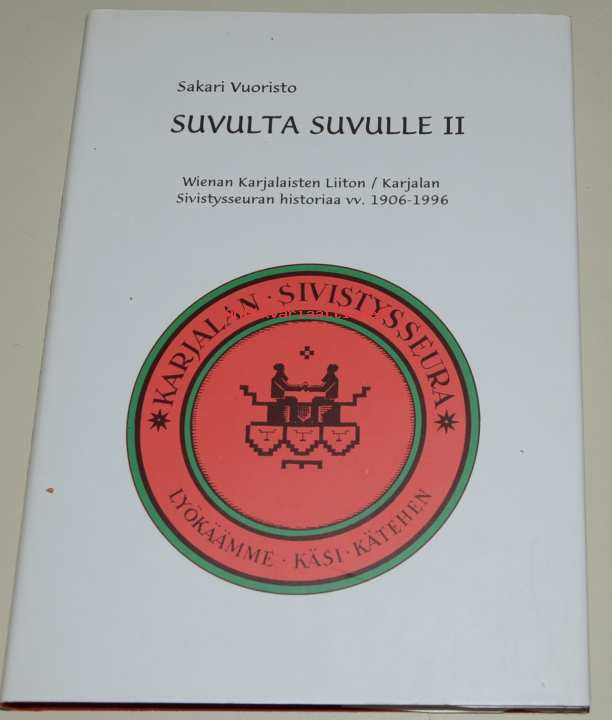 Sakari Vuoristo
SUVULTA SUVULLE II
Wienan Karjalaisten Liiton / Karjalan
Sivistysseuran historiaa vv. 1906-1996
KARJALAN · SIVISTYSSEURA
LYÖKÄÄMME · KÄSI · KÄTEHEN